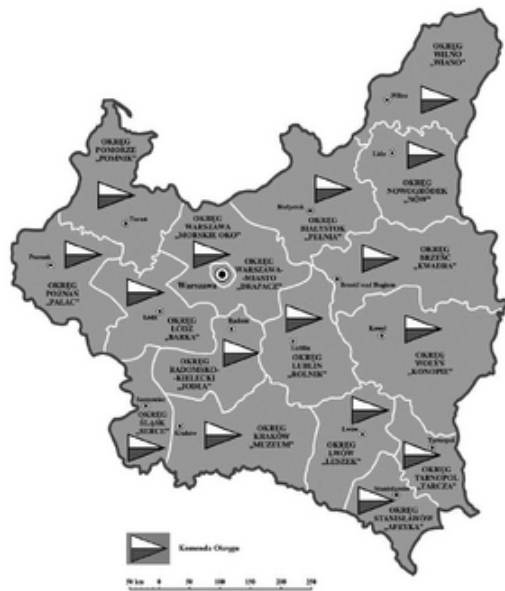 OKRĘG
WILNO
„WIANO"
Wilno
OKRĘG
POMORZE
„POMNIK"
Lida
OKRĘG
NOWOGRÓDEK
„NÓW"
Toruń
Białystok
OKRĘG
BIAŁYSTOK
„PEŁNIA"
OKRĘG
WARSZAWA
„MORSKIE OKO"
OKRĘG
BRZEŚĆ
„KWADRA"
Poznań
OKRĘG
POZNAŃ
„PAŁAC"
OKRĘG
WARSZAWA-
MIASTO
„DRAPACZ"
Warszawa
Brześć nad Bugiem
Łódź
OKRĘG
ŁÓDŹ
„BARKA"
Radom
Lublin
Kowel
OKRĘG
RADOMSKO-
-KIELECKI
„JODŁA"
OKRĘG
LUBLIN
„ROLNIK"
OKRĘG
WOŁYŃ
„KONOPIE"
Sosnowiec
OKRĘG
ŚLĄSK
„SERCE"
Kraków
OKRĘG
KRAKÓW
„MUZEUM"
Lwów
OKRĘG
LWÓW
„LESZEK"
Tarnopol
OKRĘG
TARNOPOL
„TARCZA"
Stanisławów
OKRĘG
STANISŁAWÓW
„AFRYKA"
Komenda Okręgu
50 km 0 50 100 150 200 250